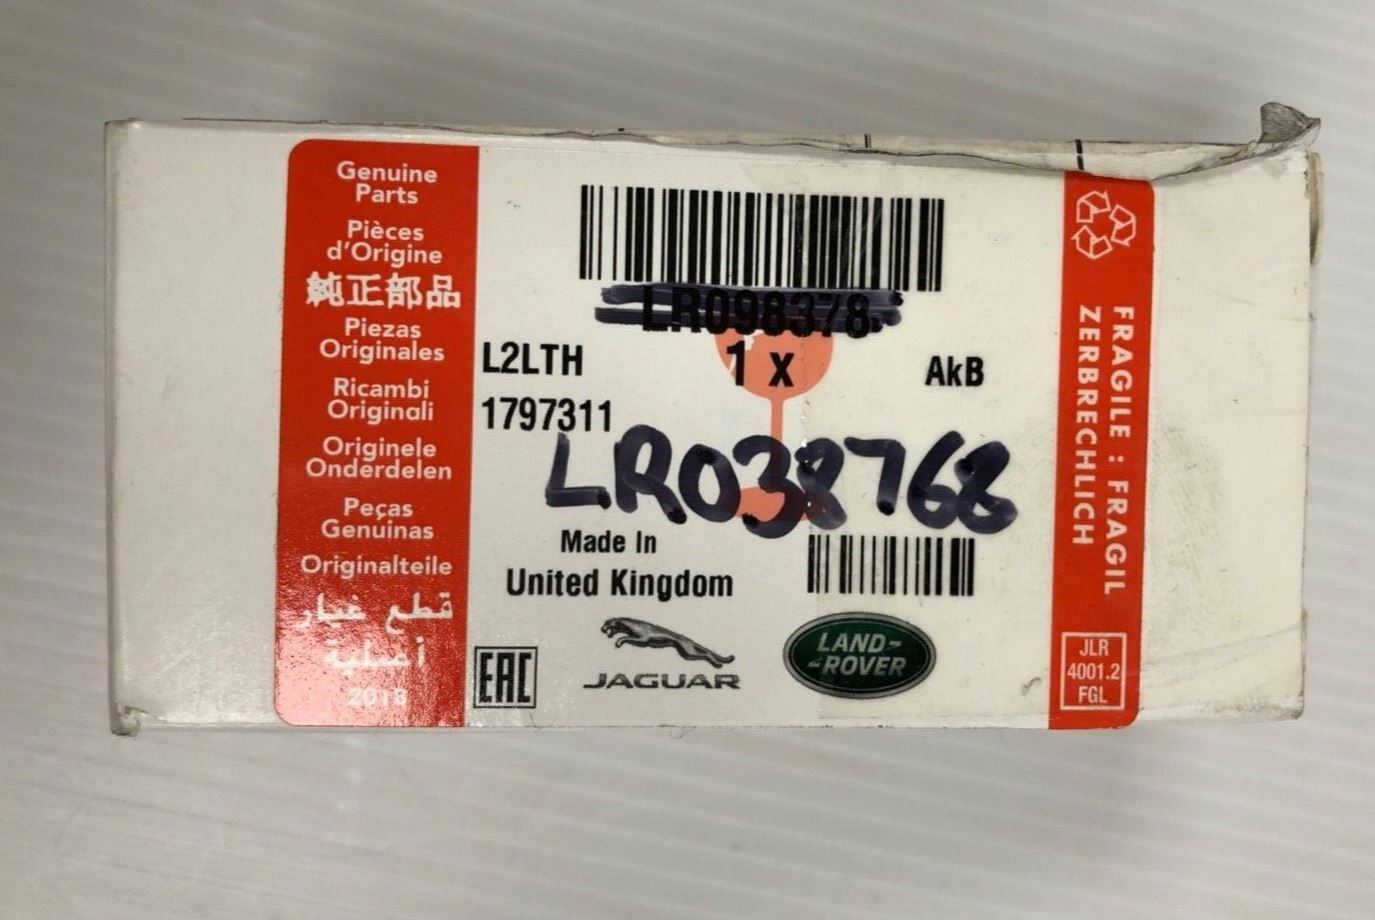 Genuine
Parts
Pièces
d'Origine
純正部品
Piezas
Originales
Ricambi
Originali
Originele
Onderdelen
Peças
Genuinas
Originalteile
قطع غيار
أصلية
2018
LR098378
L2LTH
1 x
AkB
1797311
LR038768
Made In
United Kingdom
EAC
JAGUAR
LAND-
ROVER
FRAGILE : FRAGIL
ZERBRECHLICH
JLR
4001.2
FGL